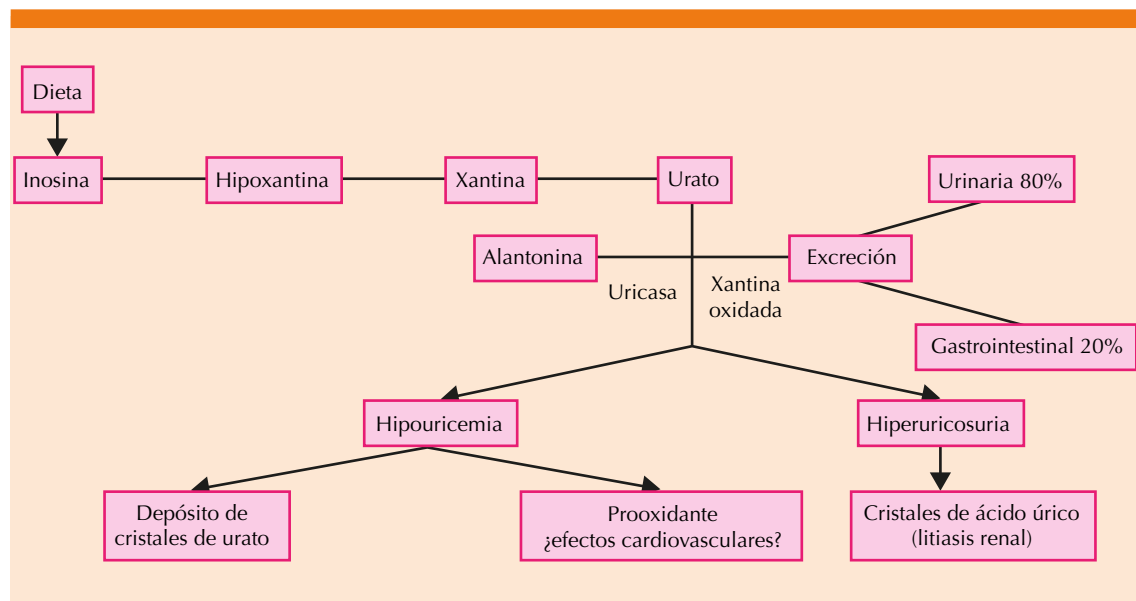 Dieta
Inosina
Hipoxantina
Xantina
Urato
Urinaria 80%
Alantonina
Excreción
Uricasa
Xantina
oxidada
Gastrointestinal 20%
Hipouricemia
Hiperuricosuria
Depósito de
cristales de urato
Prooxidante
¿efectos cardiovasculares?
Cristales de ácido úrico
(litiasis renal)